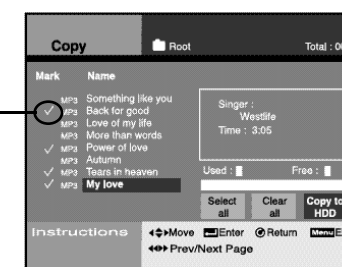 Copy Root Total : 0
Mark Name
MP3 Something like you
MP3 Back for good
MP3 Love of my life
MP3 More than words
MP3 Power of love
MP3 Autumn
MP3 Tears in heaven
MP3 My love
Singer :
Westlife
Time : 3:05
Used : Free :
Select all
Clear all
Copy to HDD
Instructions Move Enter Return Menu E
Prev/Next Page